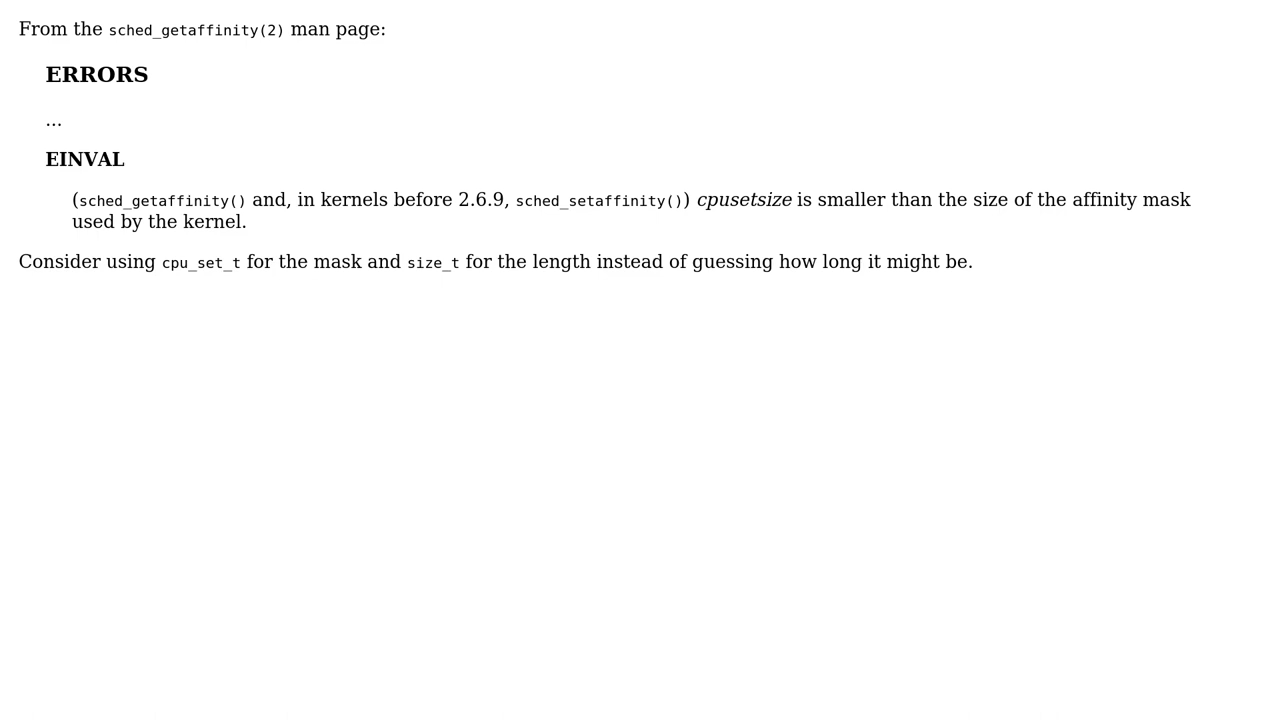 From the sched_getaffinity(2) man page:
ERRORS
...
EINVAL
(sched_getaffinity() and, in kernels before 2.6.9, sched_setaffinity()) cpusetsize is smaller than the size of the affinity mask
used by the kernel.
Consider using cpu_set_t for the mask and size_t for the length instead of guessing how long it might be.